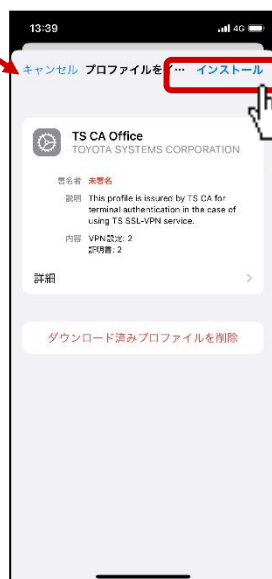 13:39
4G
キャンセル プロファイルをイ… インストール
TS CA Office
TOYOTA SYSTEMS CORPORATION
署名者 未署名
説明 This profile is issured by TS CA for
terminal authentication in the case of
using TS SSL-VPN service.
内容 VPN設定: 2
証明書: 2
詳細
ダウンロード済みプロファイルを削除